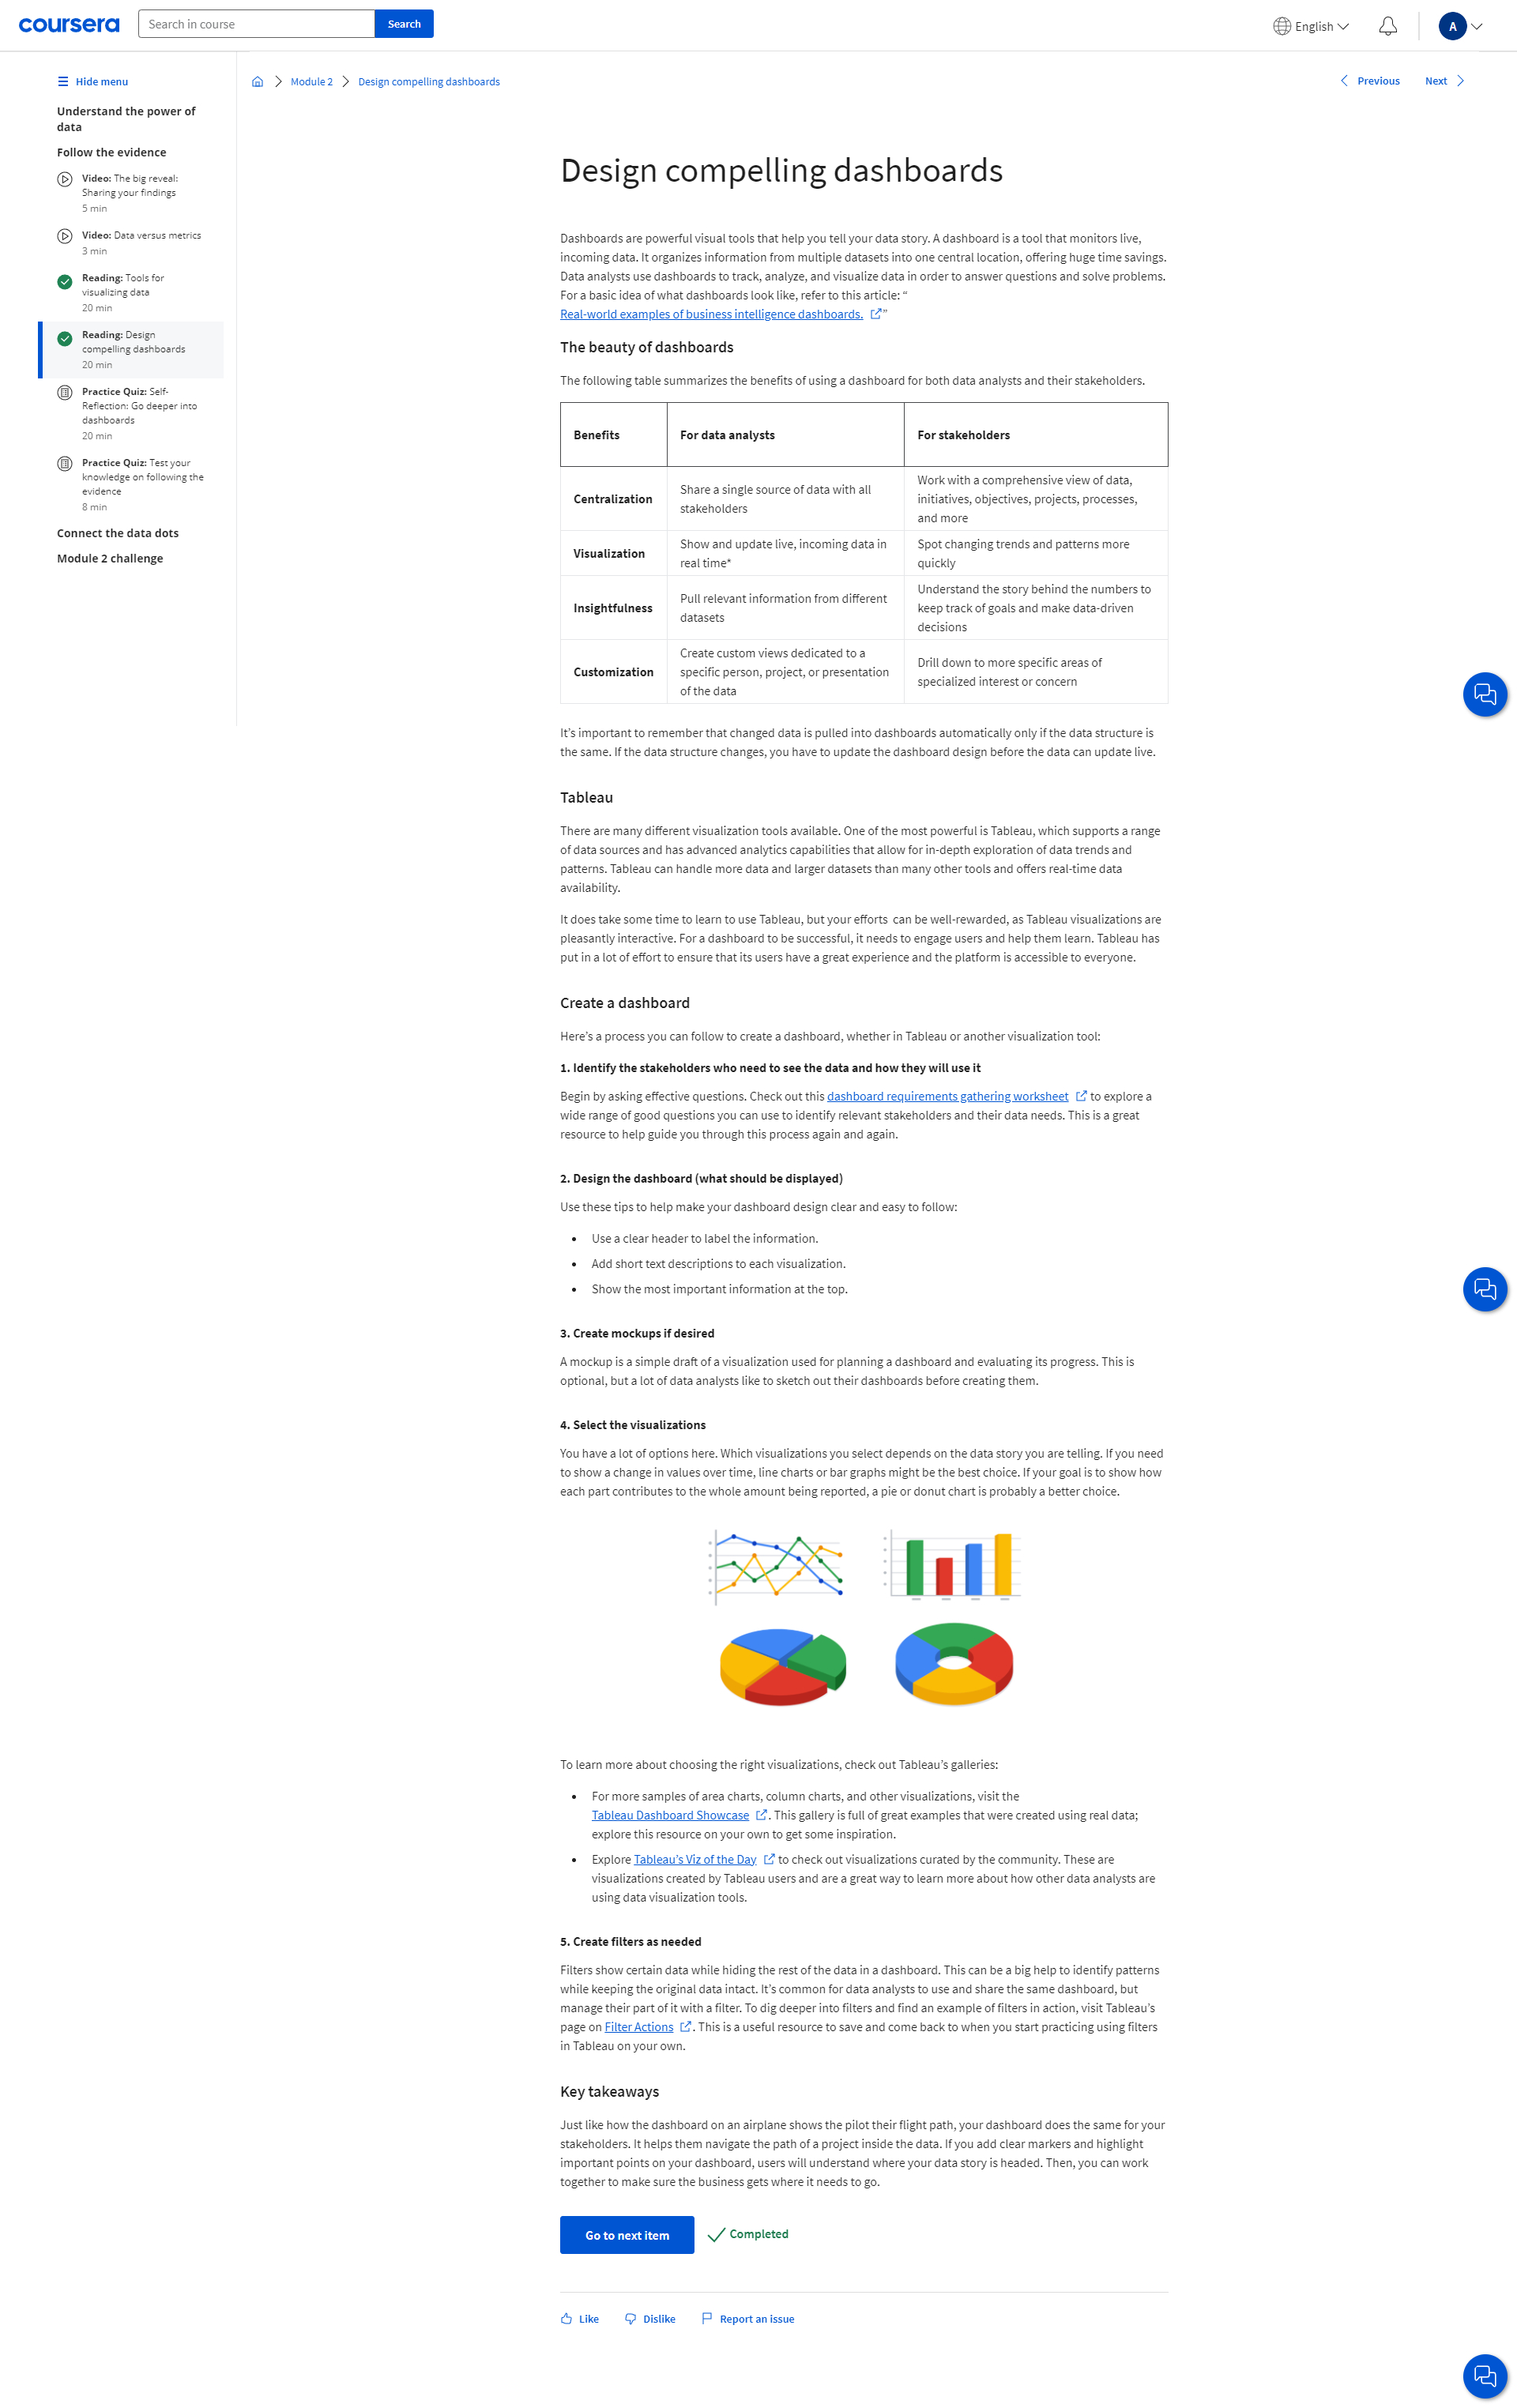 coursera
Search in course
Search
English
A
Hide menu
Understand the power of
data
Follow the evidence
Video: The big reveal:
Sharing your findings
5 min
Video: Data versus metrics
3 min
Reading: Tools for
visualizing data
20 min
Reading: Design
compelling dashboards
20 min
Practice Quiz: Self-
Reflection: Go deeper into
dashboards
20 min
Practice Quiz: Test your
knowledge on following the
evidence
8 min
Connect the data dots
Module 2 challenge
Module 2
Design compelling dashboards
Previous
Next
Design compelling dashboards
Dashboards are powerful visual tools that help you tell your data story. A dashboard is a tool that monitors live,
incoming data. It organizes information from multiple datasets into one central location, offering huge time savings.
Data analysts use dashboards to track, analyze, and visualize data in order to answer questions and solve problems.
For a basic idea of what dashboards look like, refer to this article: “
Real-world examples of business intelligence dashboards. ”
The beauty of dashboards
The following table summarizes the benefits of using a dashboard for both data analysts and their stakeholders.
Benefits
For data analysts
For stakeholders
Centralization
Share a single source of data with all
stakeholders
Work with a comprehensive view of data,
initiatives, objectives, projects, processes,
and more
Visualization
Show and update live, incoming data in
real time*
Spot changing trends and patterns more
quickly
Insightfulness
Pull relevant information from different
datasets
Understand the story behind the numbers to
keep track of goals and make data-driven
decisions
Customization
Create custom views dedicated to a
specific person, project, or presentation
of the data
Drill down to more specific areas of
specialized interest or concern
It’s important to remember that changed data is pulled into dashboards automatically only if the data structure is
the same. If the data structure changes, you have to update the dashboard design before the data can update live.
Tableau
There are many different visualization tools available. One of the most powerful is Tableau, which supports a range
of data sources and has advanced analytics capabilities that allow for in-depth exploration of data trends and
patterns. Tableau can handle more data and larger datasets than many other tools and offers real-time data
availability.
It does take some time to learn to use Tableau, but your efforts  can be well-rewarded, as Tableau visualizations are
pleasantly interactive. For a dashboard to be successful, it needs to engage users and help them learn. Tableau has
put in a lot of effort to ensure that its users have a great experience and the platform is accessible to everyone.
Create a dashboard
Here’s a process you can follow to create a dashboard, whether in Tableau or another visualization tool:
1. Identify the stakeholders who need to see the data and how they will use it
Begin by asking effective questions. Check out this dashboard requirements gathering worksheet to explore a
wide range of good questions you can use to identify relevant stakeholders and their data needs. This is a great
resource to help guide you through this process again and again.
2. Design the dashboard (what should be displayed)
Use these tips to help make your dashboard design clear and easy to follow:
• Use a clear header to label the information.
• Add short text descriptions to each visualization.
• Show the most important information at the top.
3. Create mockups if desired
A mockup is a simple draft of a visualization used for planning a dashboard and evaluating its progress. This is
optional, but a lot of data analysts like to sketch out their dashboards before creating them.
4. Select the visualizations
You have a lot of options here. Which visualizations you select depends on the data story you are telling. If you need
to show a change in values over time, line charts or bar graphs might be the best choice. If your goal is to show how
each part contributes to the whole amount being reported, a pie or donut chart is probably a better choice.
To learn more about choosing the right visualizations, check out Tableau’s galleries:
• For more samples of area charts, column charts, and other visualizations, visit the
Tableau Dashboard Showcase . This gallery is full of great examples that were created using real data;
explore this resource on your own to get some inspiration.
• Explore Tableau’s Viz of the Day to check out visualizations curated by the community. These are
visualizations created by Tableau users and are a great way to learn more about how other data analysts are
using data visualization tools.
5. Create filters as needed
Filters show certain data while hiding the rest of the data in a dashboard. This can be a big help to identify patterns
while keeping the original data intact. It’s common for data analysts to use and share the same dashboard, but
manage their part of it with a filter. To dig deeper into filters and find an example of filters in action, visit Tableau’s
page on Filter Actions . This is a useful resource to save and come back to when you start practicing using filters
in Tableau on your own.
Key takeaways
Just like how the dashboard on an airplane shows the pilot their flight path, your dashboard does the same for your
stakeholders. It helps them navigate the path of a project inside the data. If you add clear markers and highlight
important points on your dashboard, users will understand where your data story is headed. Then, you can work
together to make sure the business gets where it needs to go.
Go to next item
Completed
Like
Dislike
Report an issue